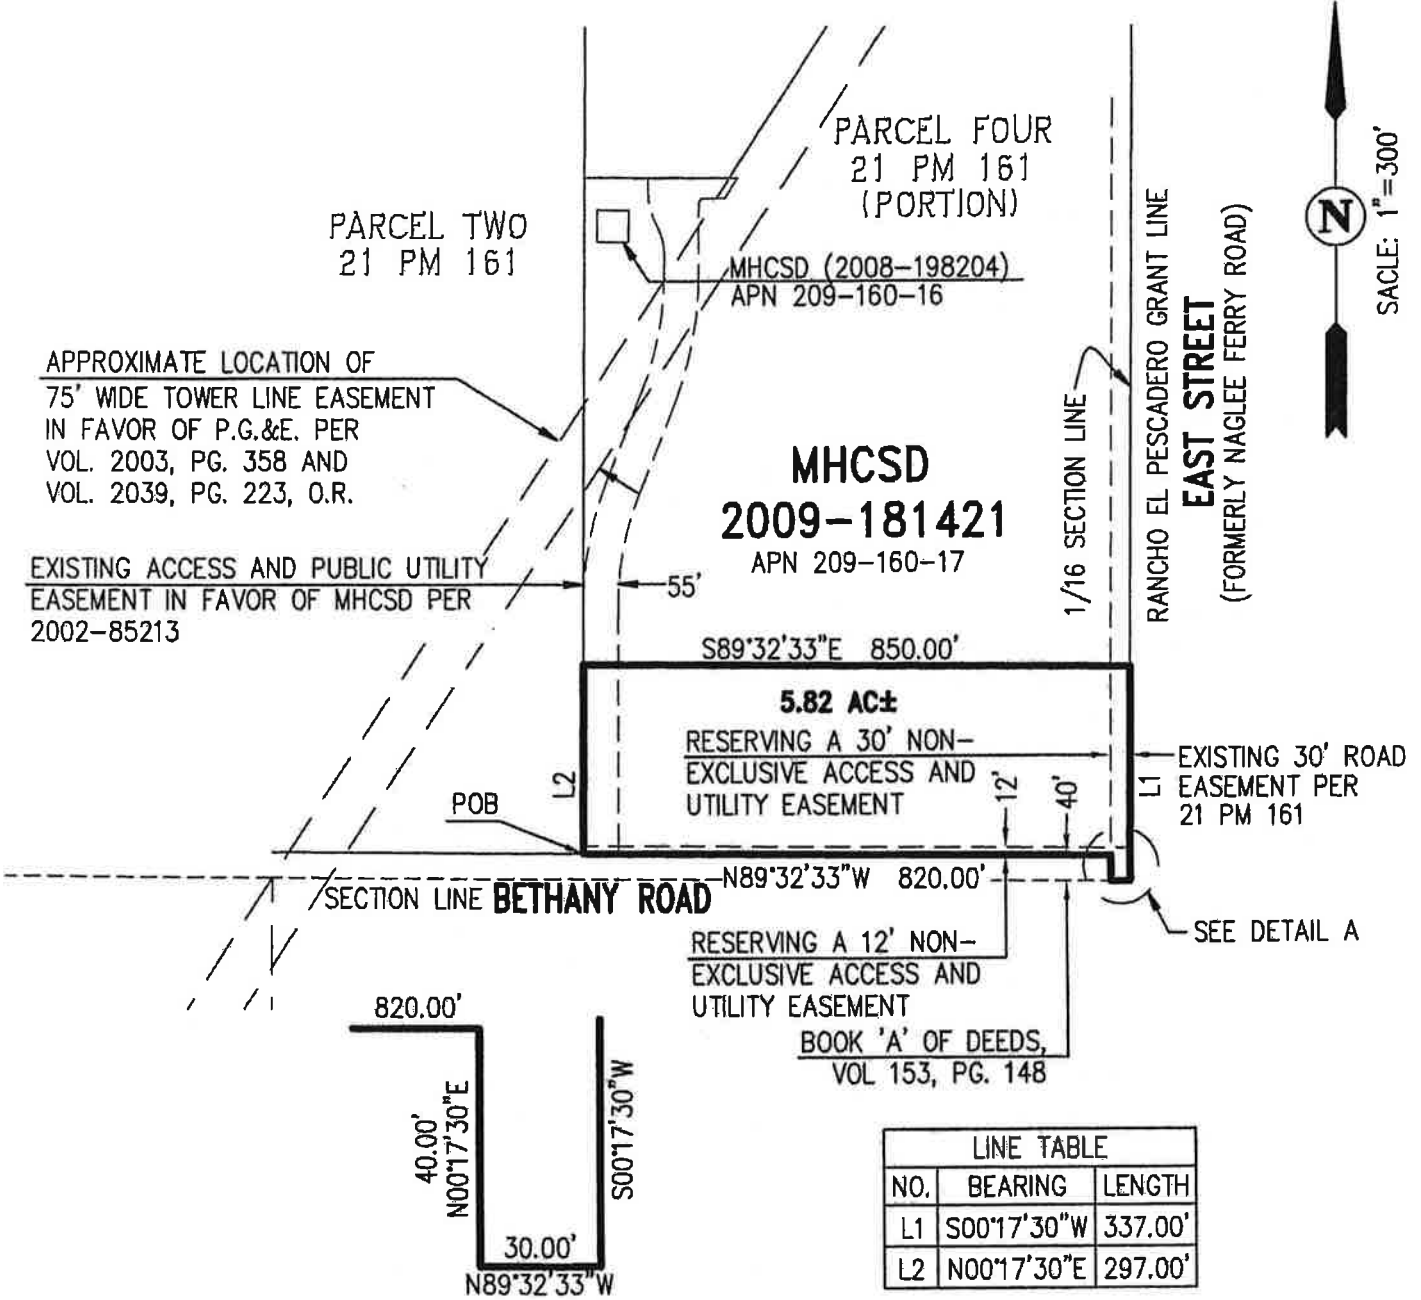 PARCEL TWO
21 PM 161
PARCEL FOUR
21 PM 161
(PORTION)
N
SACLE: 1"=300'
MHCSD (2008-198204)
APN 209-160-16
APPROXIMATE LOCATION OF
75' WIDE TOWER LINE EASEMENT
IN FAVOR OF P.G.&E. PER
VOL. 2003, PG. 358 AND
VOL. 2039, PG. 223, O.R.
MHCSD
2009-181421
APN 209-160-17
1/16 SECTION LINE
RANCHO EL PESCADERO GRANT LINE
EAST STREET
(FORMERLY NAGLEE FERRY ROAD)
EXISTING ACCESS AND PUBLIC UTILITY
EASEMENT IN FAVOR OF MHCSD PER
2002-85213
55'
S89°32'33"E 850.00'
5.82 AC±
RESERVING A 30' NON-
EXCLUSIVE ACCESS AND
UTILITY EASEMENT
12'
40'
L1
EXISTING 30' ROAD
EASEMENT PER
21 PM 161
L2
POB
N89°32'33"W 820.00'
SECTION LINE BETHANY ROAD
SEE DETAIL A
RESERVING A 12' NON-
EXCLUSIVE ACCESS AND
UTILITY EASEMENT
BOOK 'A' OF DEEDS,
VOL 153, PG. 148
820.00'
40.00'
N00°17'30"E
S00°17'30"W
30.00'
N89°32'33"W
LINE TABLE
NO. BEARING LENGTH
L1 S00°17'30"W 337.00'
L2 N00°17'30"E 297.00'